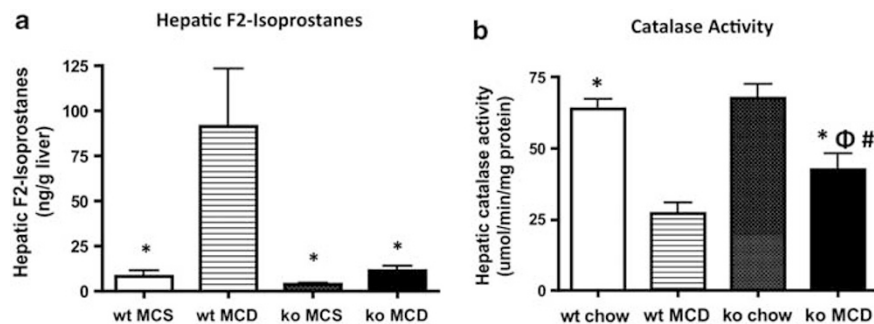 a
Hepatic F2-Isoprostanes
Hepatic F2-Isoprostanes
(ng/g liver)
125
100
75
50
25
0
*
*
*
wt MCS wt MCD ko MCS ko MCD
b
Catalase Activity
Hepatic catalase activity
(umol/min/mg protein)
75
50
25
0
*
* Φ #
wt chow wt MCD ko chow ko MCD